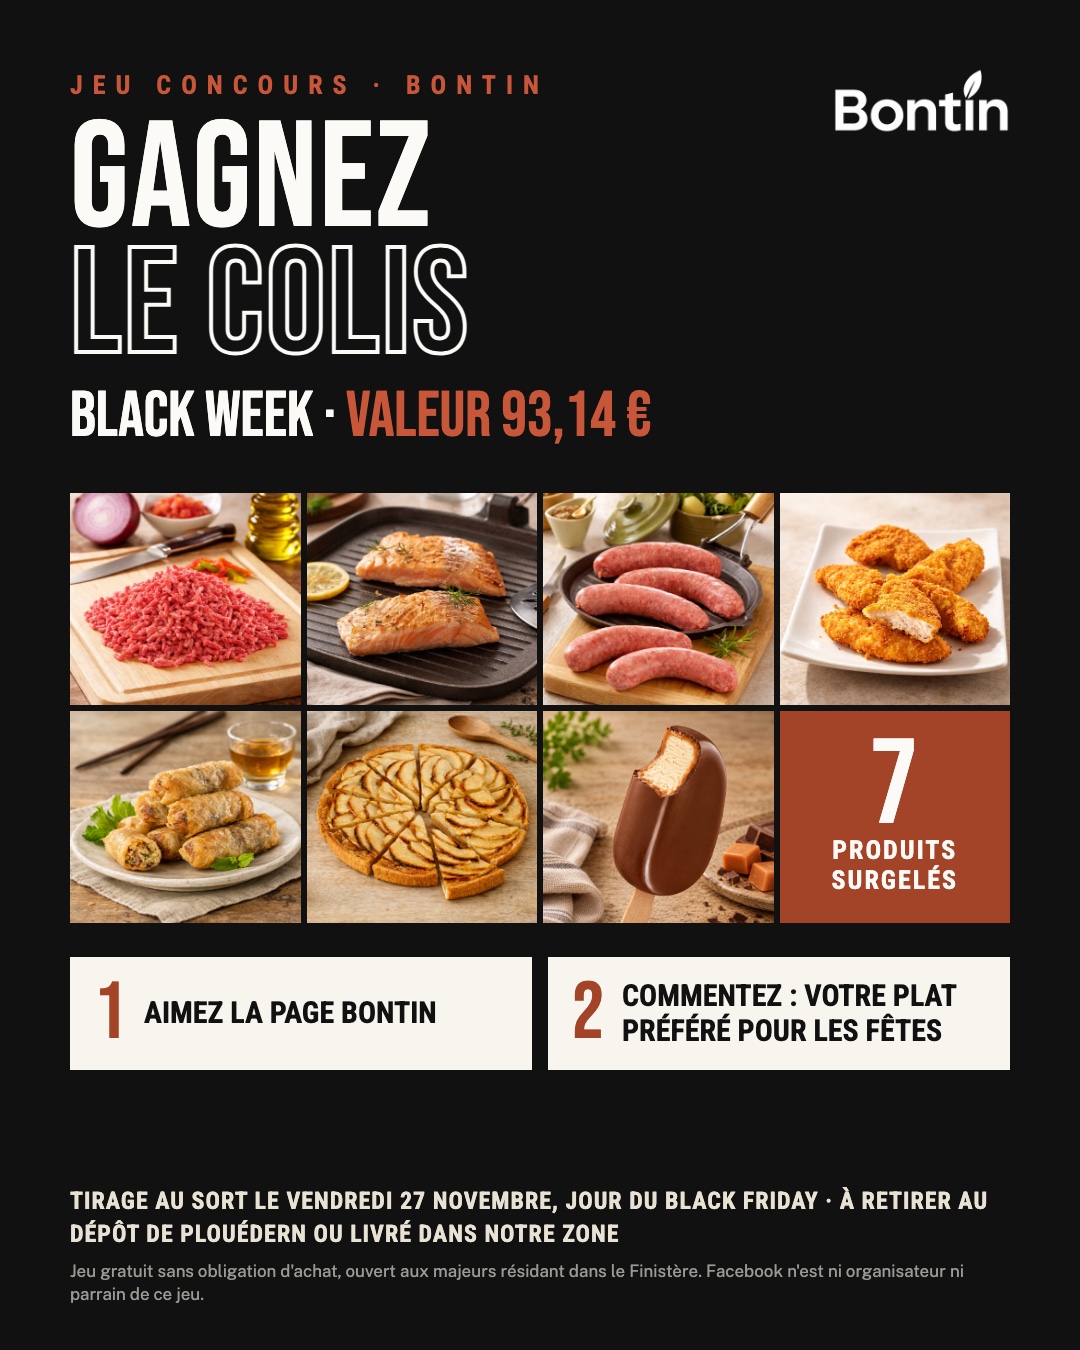 JEU CONCOURS · BONTIN
Bontin
GAGNEZ
LE COLIS
BLACK WEEK · VALEUR 93,14 €
7
PRODUITS
SURGELÉS
1 AIMEZ LA PAGE BONTIN
2 COMMENTEZ : VOTRE PLAT
PRÉFÉRÉ POUR LES FÊTES
TIRAGE AU SORT LE VENDREDI 27 NOVEMBRE, JOUR DU BLACK FRIDAY · À RETIRER AU
DÉPÔT DE PLOUÉDERN OU LIVRÉ DANS NOTRE ZONE
Jeu gratuit sans obligation d'achat, ouvert aux majeurs résidant dans le Finistère. Facebook n'est ni organisateur ni
parrain de ce jeu.